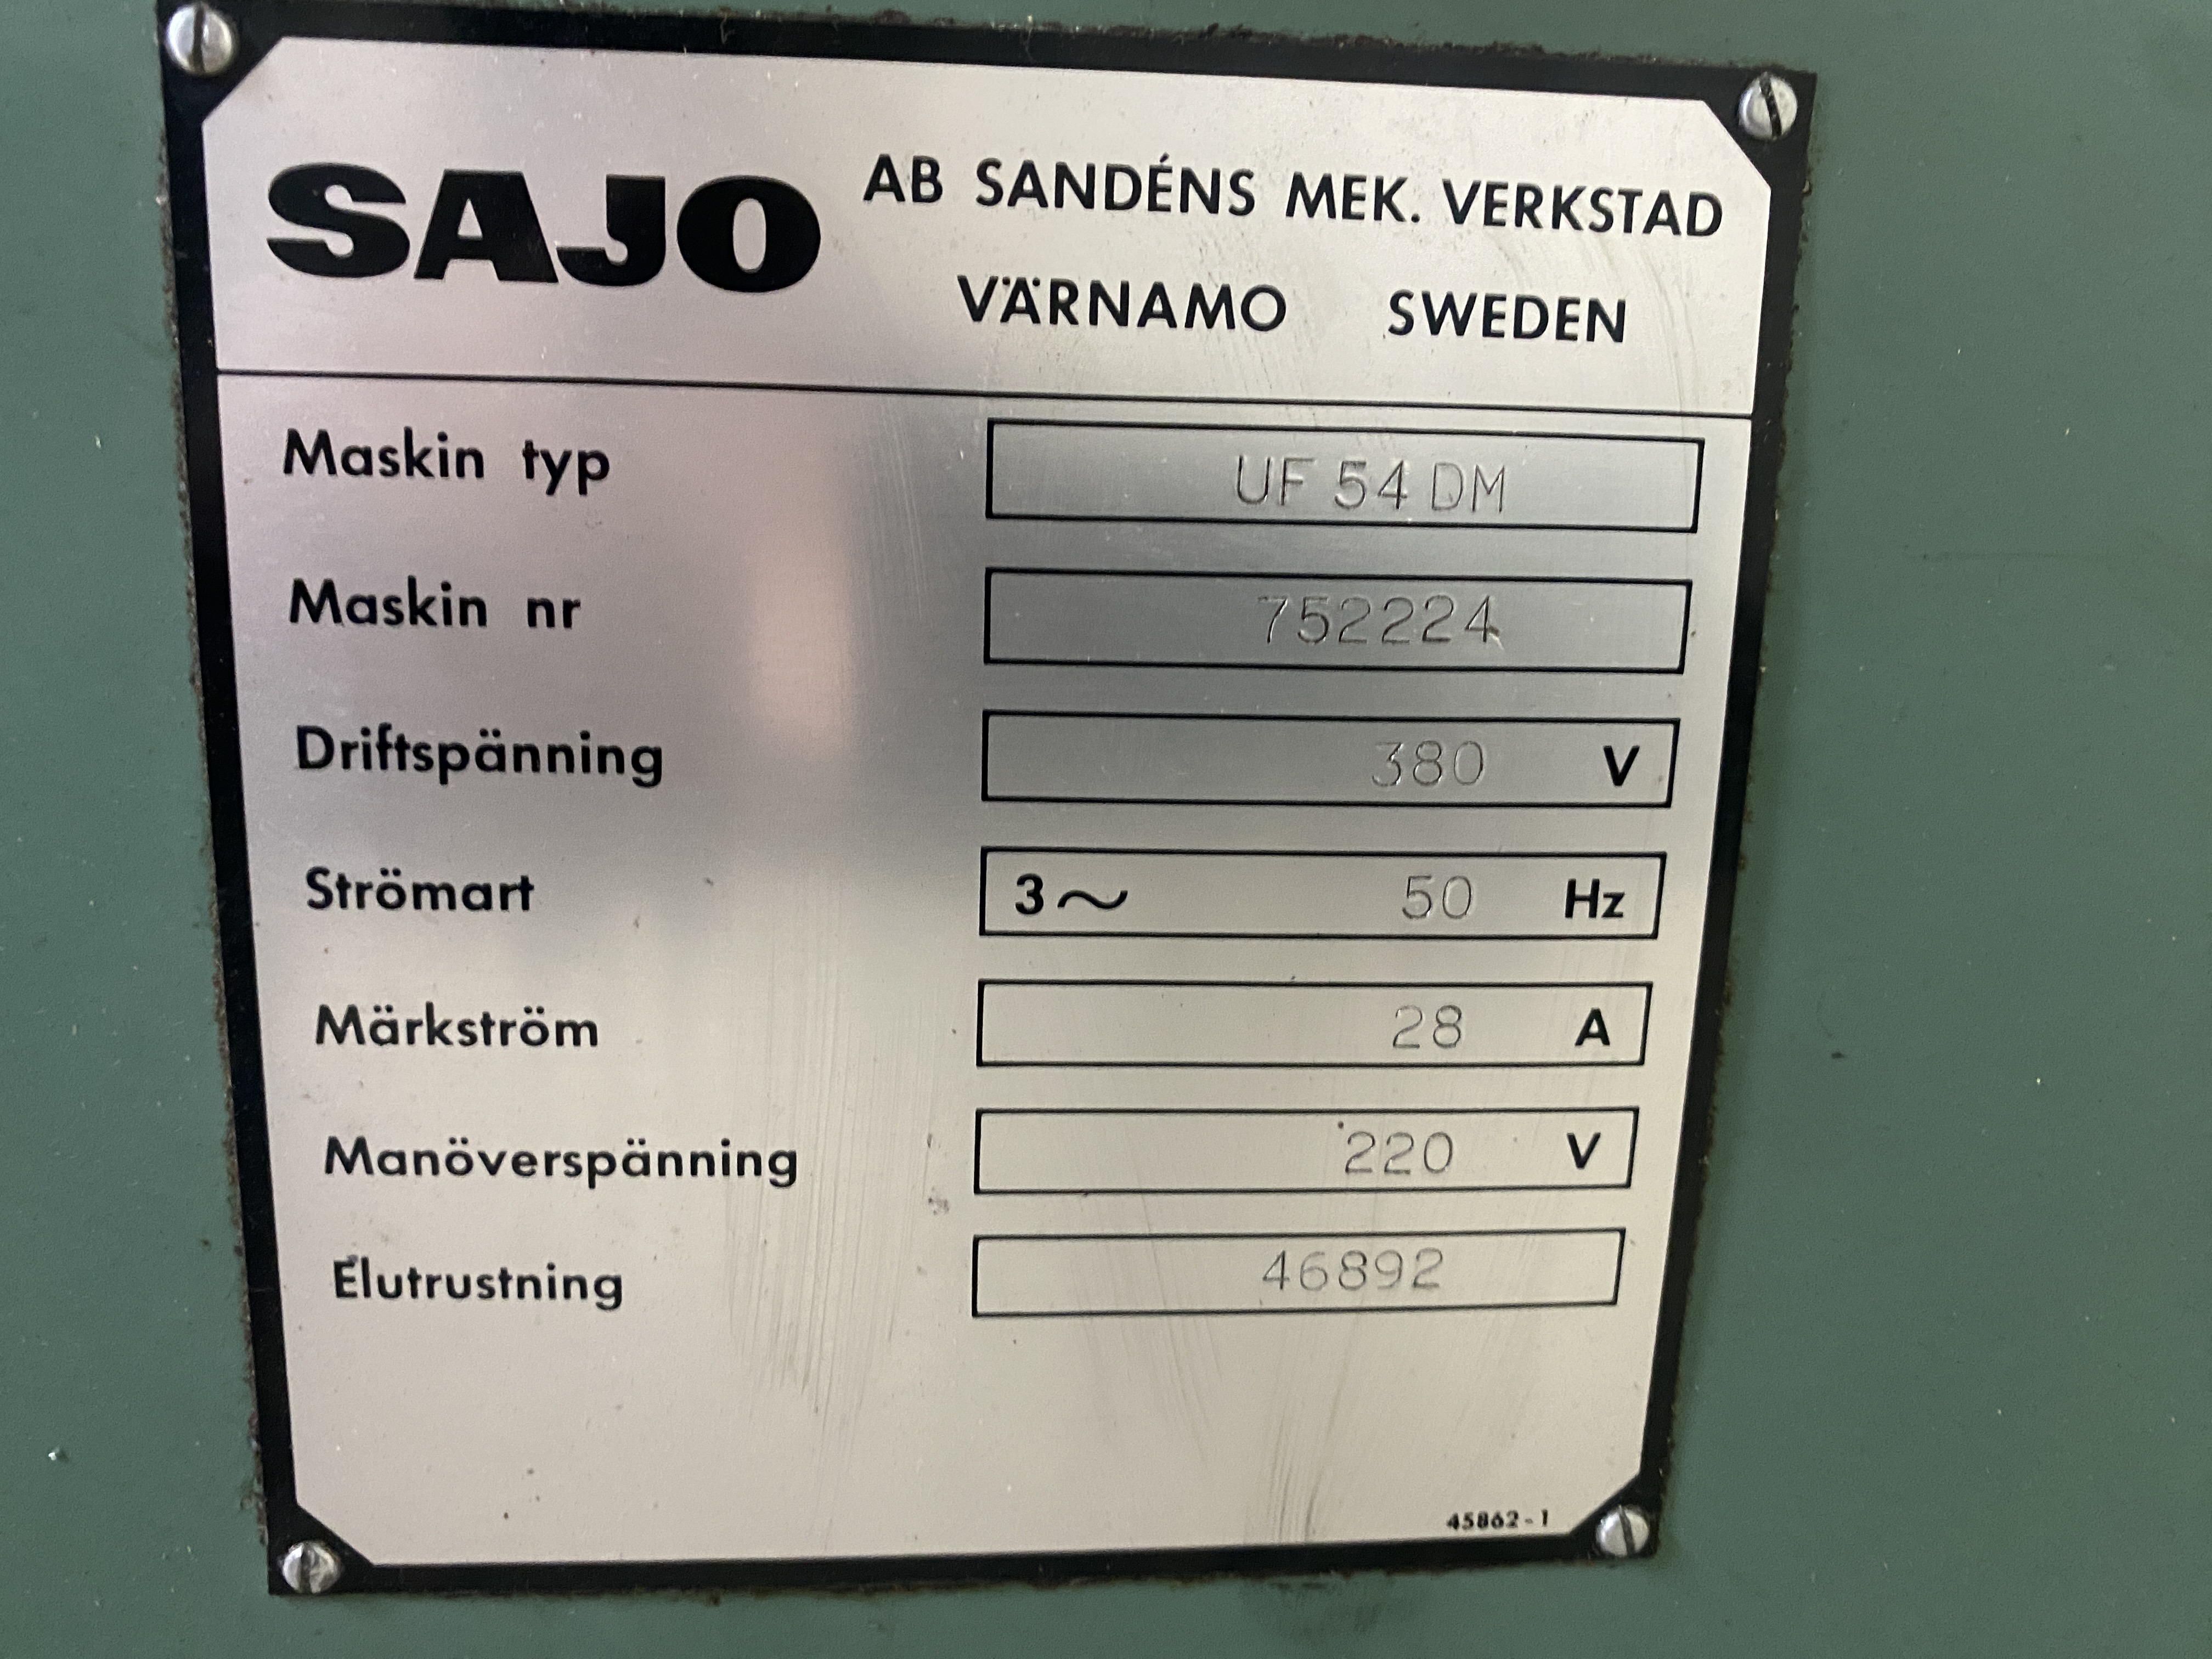 SAJO AB SANDÉNS MEK. VERKSTAD
VÄRNAMO SWEDEN
Maskin typ UF 54 DM
Maskin nr 752224
Driftspänning 380 V
Strömart 3~ 50 Hz
Märkström 28 A
Manöverspänning 220 V
Elutrustning 46892
45862-1